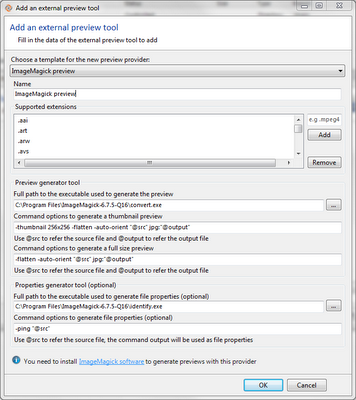 Add an external preview tool
Add an external preview tool
Fill in the data of the external preview tool to add
Choose a template for the new preview provider:
ImageMagick preview
Name
ImageMagick preview
Supported extensions
.aai
.art
.arw
.avs
e.g .mpeg4
Add
Remove
Preview generator tool
Full path to the executable used to generate the preview
C:\Program Files\ImageMagick-6.7.5-Q16\convert.exe
...
Command options to generate a thumbnail preview
-thumbnail 256x256 -flatten -auto-orient "@src" jpg:"@output"
Use @src to refer the source file and @output to refer the output file
Command options to generate a full size preview
-flatten -auto-orient "@src" jpg:"@output"
Use @src to refer the source file and @output to refer the output file
Properties generator tool (optional)
Full path to the executable used to generate file properties (optional)
C:\Program Files\ImageMagick-6.7.5-Q16\identify.exe
...
Command options to generate file properties (optional)
-ping "@src"
Use @src to refer to the source file, the command output will be used as file properties
You need to install ImageMagick software to generate previews with this provider
OK
Cancel